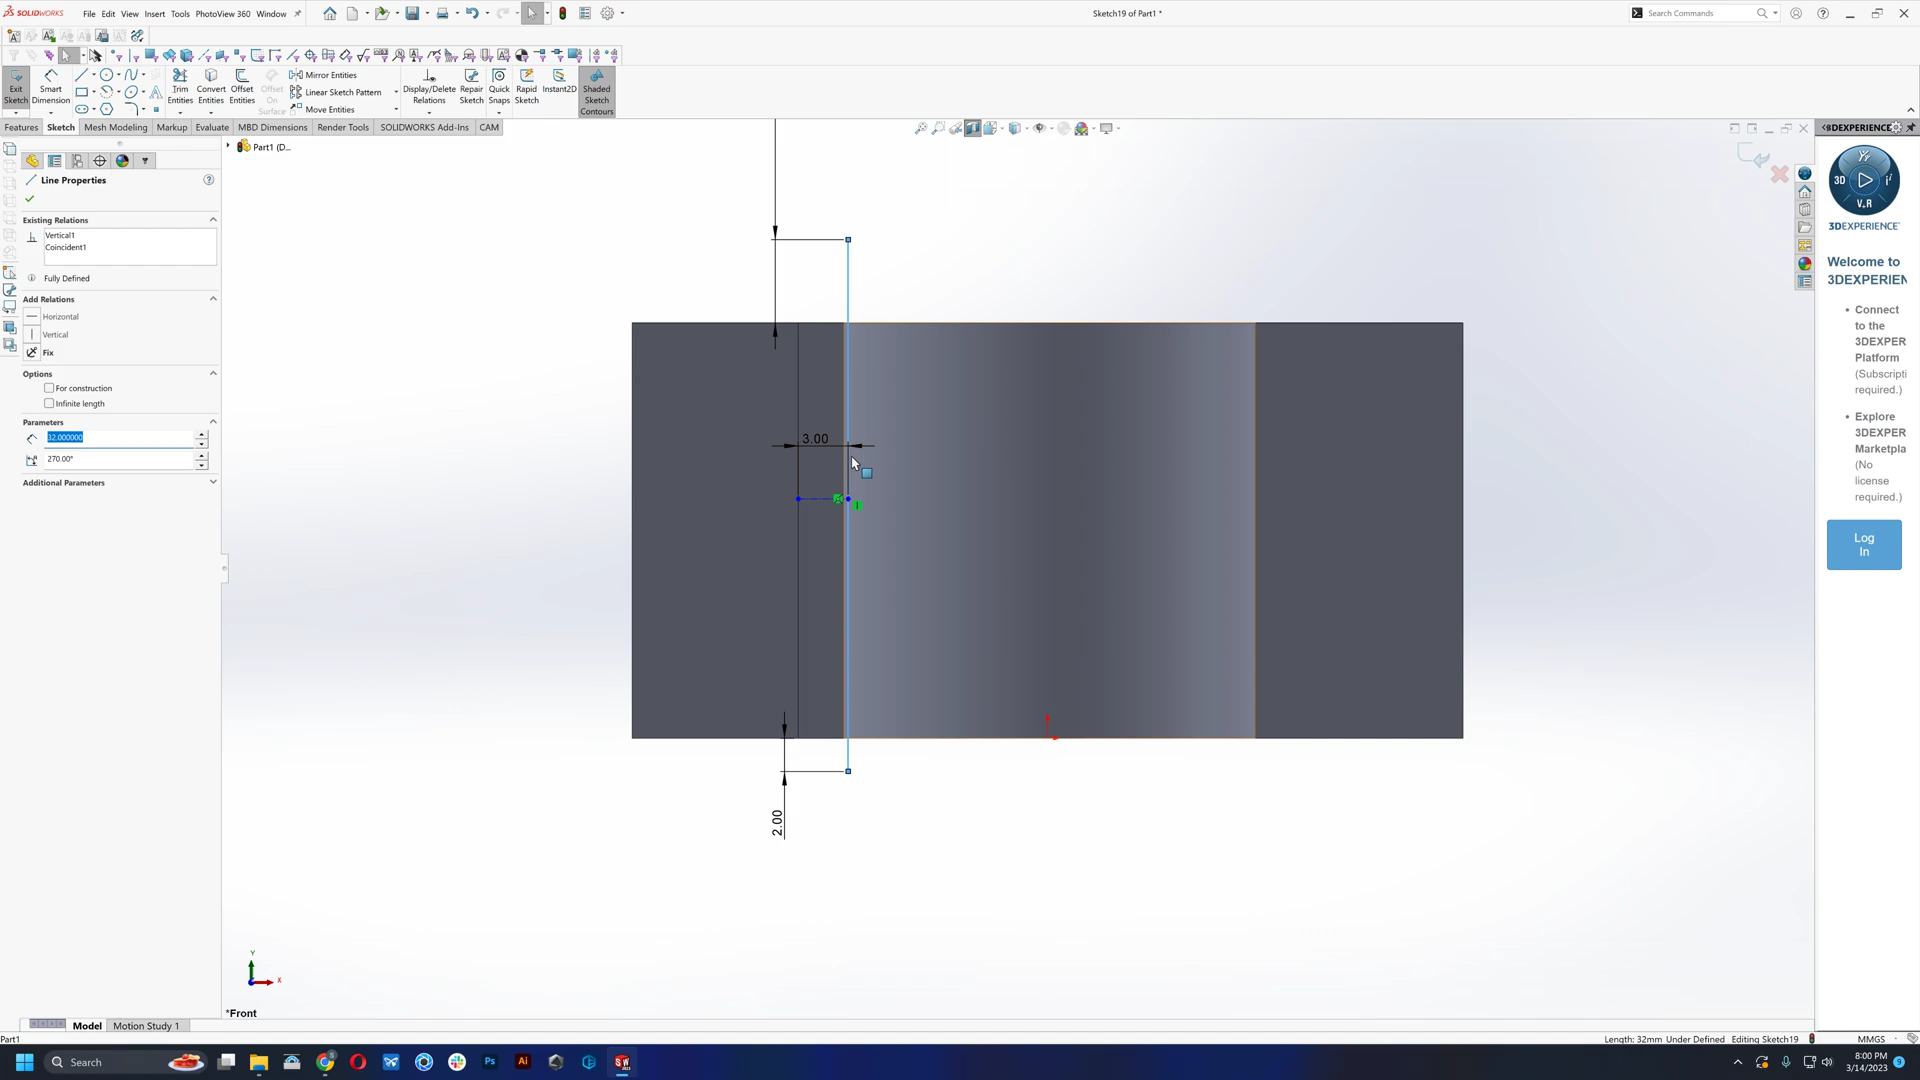 SOLIDWORKS File Edit View Insert Tools PhotoView 360 Window
Sketch19 of Part1 *
Search Commands
Exit Sketch
Smart Dimension
Trim Entities
Convert Entities
Offset Entities
Offset On Surface
Mirror Entities
Linear Sketch Pattern
Move Entities
Display/Delete Relations
Repair Sketch
Quick Snaps
Rapid Sketch
Instant2D
Shaded Sketch Contours
Features Sketch Mesh Modeling Markup Evaluate MBD Dimensions Render Tools SOLIDWORKS Add-Ins CAM
Part1 (D...
Line Properties
Existing Relations
Vertical1
Coincident1
Fully Defined
Add Relations
Horizontal
Vertical
Fix
Options
For construction
Infinite length
Parameters
32.000000
270.00°
Additional Parameters
3.00
2.00
Y
X
*Front
3DEXPERIENCE
3D
V.R
3DEXPERIENCE
Welcome to
3DEXPERIEN
• Connect
to the
3DEXPER
Platform
(Subscripti
required.)
• Explore
3DEXPER
Marketpla
(No
license
required.)
Log
In
Model Motion Study 1
Part1
Length: 32mm Under Defined Editing Sketch19
MMGS
Search
Ps
Ai
SW
8:00 PM
3/14/2023
9